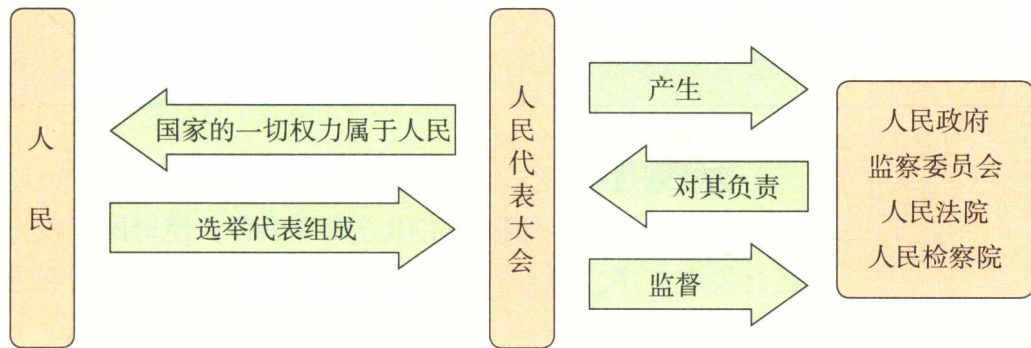 人民
国家的一切权力属于人民
选举代表组成
人民代表大会
产生
对其负责
监督
人民政府
监察委员会
人民法院
人民检察院